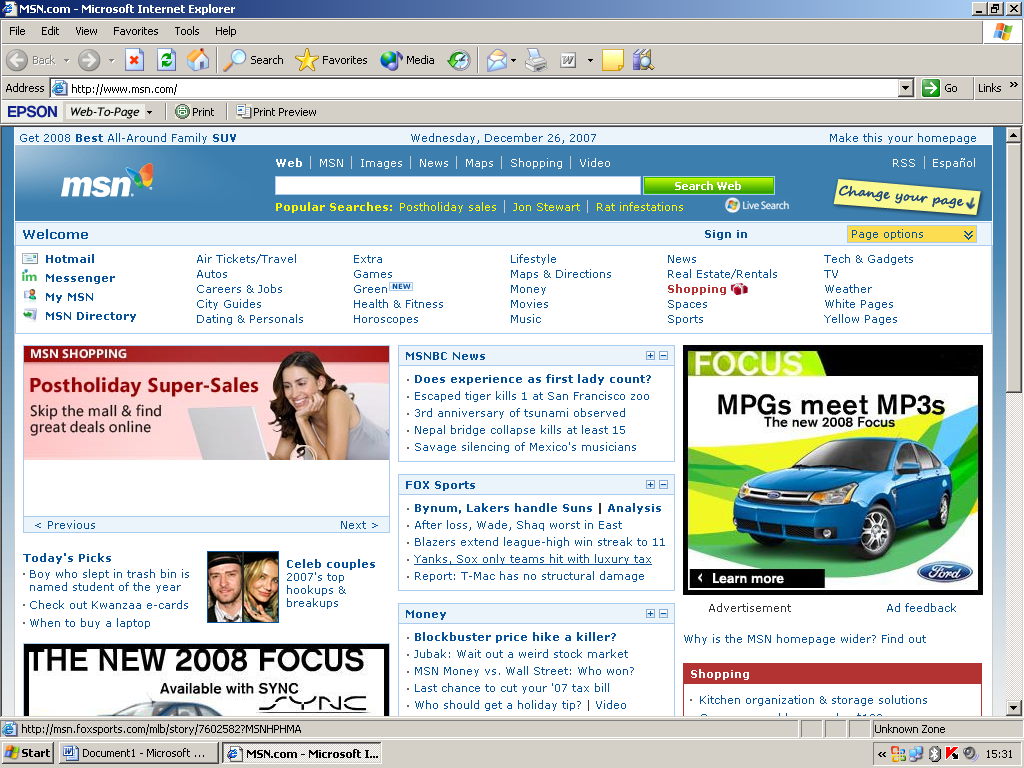 MSN.com - Microsoft Internet Explorer
File Edit View Favorites Tools Help
Back Search Favorites Media
Address http://www.msn.com/ Go Links »
EPSON Web-To-Page Print Print Preview
Get 2008 Best All-Around Family SUV Wednesday, December 26, 2007 Make this your homepage
Web | MSN | Images | News | Maps | Shopping | Video RSS | Español
msn Search Web Change your page
Popular Searches: Postholiday sales | Jon Stewart | Rat infestations Live Search
Welcome Sign in Page options
Hotmail
Messenger
My MSN
MSN Directory
Air Tickets/Travel
Autos
Careers & Jobs
City Guides
Dating & Personals
Extra
Games
Green NEW
Health & Fitness
Horoscopes
Lifestyle
Maps & Directions
Money
Movies
Music
News
Real Estate/Rentals
Shopping
Spaces
Sports
Tech & Gadgets
TV
Weather
White Pages
Yellow Pages
MSN SHOPPING
Postholiday Super-Sales
Skip the mall & find
great deals online
< Previous Next >
Today's Picks
· Boy who slept in trash bin is
named student of the year
· Check out Kwanzaa e-cards
· When to buy a laptop
Celeb couples
2007's top
hookups &
breakups
THE NEW 2008 FOCUS
Available with SYNC
SYNC
MSNBC News
· Does experience as first lady count?
· Escaped tiger kills 1 at San Francisco zoo
· 3rd anniversary of tsunami observed
· Nepal bridge collapse kills at least 15
· Savage silencing of Mexico's musicians
FOX Sports
· Bynum, Lakers handle Suns | Analysis
· After loss, Wade, Shaq worst in East
· Blazers extend league-high win streak to 11
· Yanks, Sox only teams hit with luxury tax
· Report: T-Mac has no structural damage
Money
· Blockbuster price hike a killer?
· Jubak: Wait out a weird stock market
· MSN Money vs. Wall Street: Who won?
· Last chance to cut your '07 tax bill
· Who should get a holiday tip? | Video
FOCUS
MPGs meet MP3s
The new 2008 Focus
Learn more
Ford
Advertisement Ad feedback
Why is the MSN homepage wider? Find out
Shopping
· Kitchen organization & storage solutions
http://msn.foxsports.com/mlb/story/7602582?MSNHPHMA Unknown Zone
Start Document1 - Microsoft ... MSN.com - Microsoft I... « 15:31